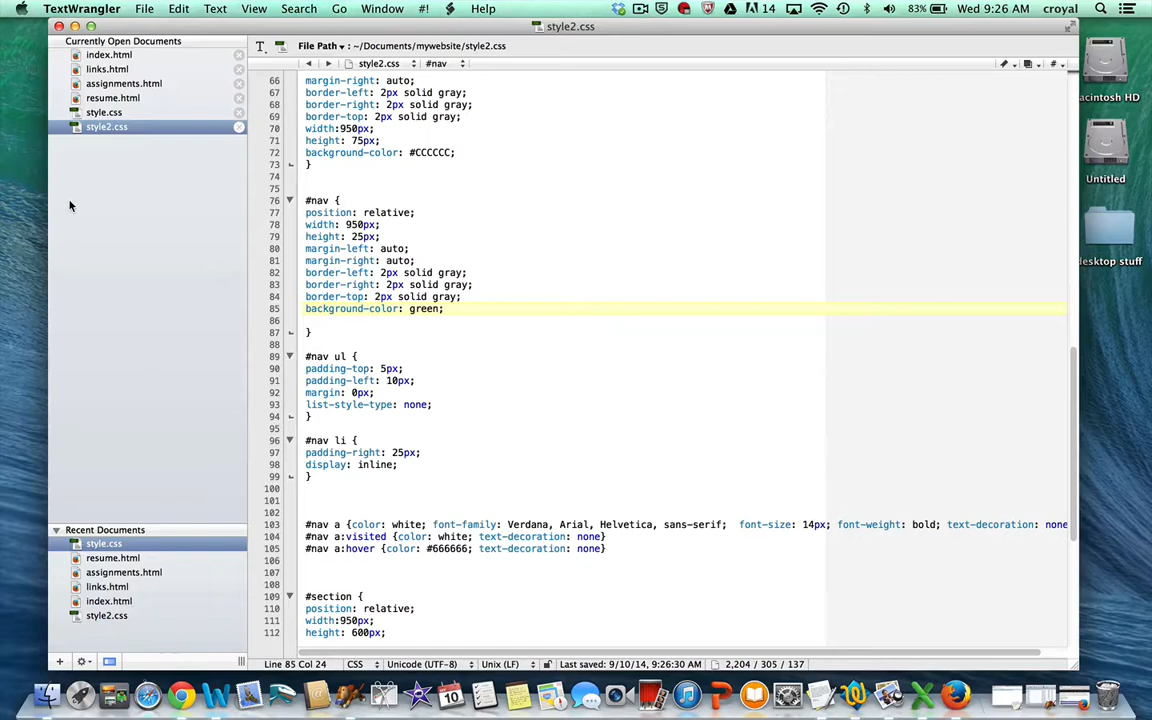 TextWrangler File Edit Text View Search Go Window #! Help 14 83% Wed 9:26 AM croyal
style2.css
Currently Open Documents
File Path : ~/Documents/mywebsite/style2.css
index.html
links.html
assignments.html
resume.html
style.css
style2.css
style2.css #nav #
66 margin-right: auto;
67 border-left: 2px solid gray;
68 border-right: 2px solid gray;
69 border-top: 2px solid gray;
70 width:950px;
71 height: 75px;
72 background-color: #CCCCCC;
73 }
74
75
76 #nav {
77 position: relative;
78 width: 950px;
79 height: 25px;
80 margin-left: auto;
81 margin-right: auto;
82 border-left: 2px solid gray;
83 border-right: 2px solid gray;
84 border-top: 2px solid gray;
85 background-color: green;
86
87 }
88
89 #nav ul {
90 padding-top: 5px;
91 padding-left: 10px;
92 margin: 0px;
93 list-style-type: none;
94 }
95
96 #nav li {
97 padding-right: 25px;
98 display: inline;
99 }
100
101
102
103 #nav a {color: white; font-family: Verdana, Arial, Helvetica, sans-serif; font-size: 14px; font-weight: bold; text-decoration: none
104 #nav a:visited {color: white; text-decoration: none}
105 #nav a:hover {color: #666666; text-decoration: none}
106
107
108
109 #section {
110 position: relative;
111 width:950px;
112 height: 600px;
Recent Documents
style.css
resume.html
assignments.html
links.html
index.html
style2.css
Line 85 Col 24 CSS Unicode (UTF-8) Unix (LF) Last saved: 9/10/14, 9:26:30 AM 2,204 / 305 / 137
acintosh HD
Untitled
desktop stuff
10